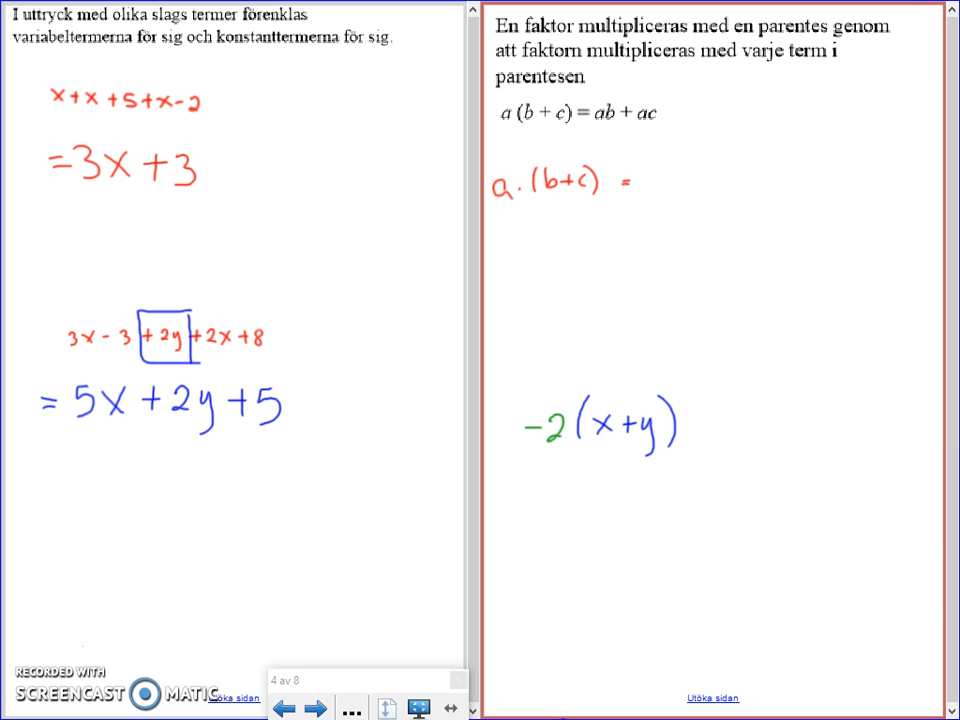 I uttryck med olika slags termer förenklas
variabeltermerna för sig och konstanttermerna för sig.
x+x+5+x-2
=3x+3
3x-3+2y+2x+8
=5x+2y+5
En faktor multipliceras med en parentes genom
att faktorn multipliceras med varje term i
parentesen
a (b + c) = ab + ac
a·(b+c) =
-2(x+y)
RECORDED WITH
SCREENCAST MATIC
Utöka sidan
4 av 8
Utöka sidan